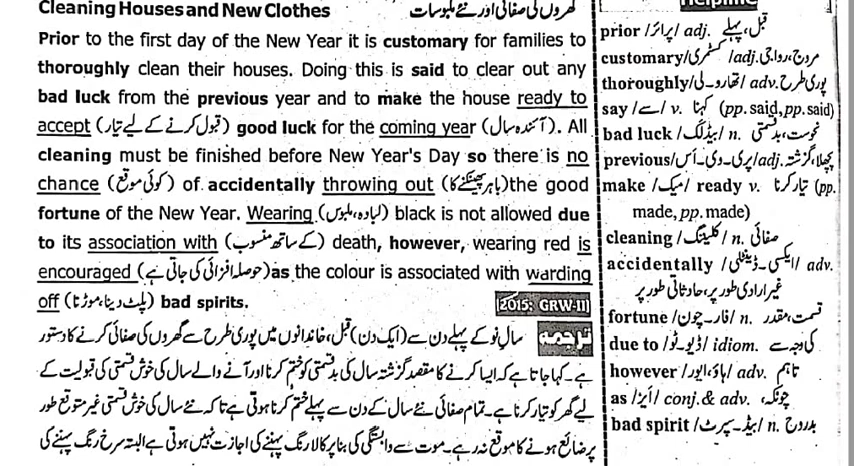 Cleaning Houses and New Clothes گھروں کی صفائی اور نئے ملبوسات
Prior to the first day of the New Year it is customary for families to
thoroughly clean their houses. Doing this is said to clear out any
bad luck from the previous year and to make the house ready to
accept (قبول کرنے کے لیے تیار) good luck for the coming year (آئندہ سال). All
cleaning must be finished before New Year's Day so there is no
chance (کوئی موقع) of accidentally throwing out (باہر پھینکنے کا) the good
fortune of the New Year. Wearing (لبادہ، ملبوس) black is not allowed due
to its association with (کے ساتھ منسوب) death, however, wearing red is
encouraged (حوصلہ افزائی کی جاتی ہے) as the colour is associated with warding
off (پلٹ دینا، موڑنا) bad spirits. 2015: GRW-II
ترجمہ سالِ نو کے پہلے دن سے (ایک دن) قبل، خاندانوں میں پوری طرح سے گھروں کی صفائی کرنے کا دستور
ہے۔ کہا جاتا ہے کہ ایسا کرنے کا مقصد گزشتہ سال کی بدقسمتی کو ختم کرنا اور آنے والے سال کی خوش قسمتی کی قبولیت کے
لیے گھر کو تیار کرنا ہے۔ تمام صفائی نئے سال کے دن سے پہلے ختم کرنا ہوتی ہے تاکہ نئے سال کی خوش قسمتی غیر متوقع طور
پر ضائع ہونے کا موقع نہ رہے۔ موت سے وابستگی کی بنا پر کالا رنگ پہننے کی اجازت نہیں ہوتی ہے البتہ سرخ رنگ پہننے کی
Helpline
prior /پرائر/ adj. قبل، پہلے
customary /کسٹمری/ adj. مروج، رواجی
thoroughly /تھارو۔لی/ adv. پوری طرح
say /سے/ v. کہنا (pp. said, pp. said)
bad luck /بیڈلک/ n. نحوست، بدقسمتی
previous /پری۔وی۔اَس/ adj. پچھلا، گزشتہ
make /میک/ ready v. تیار کرنا (pp.
made, pp. made)
cleaning /کلیننگ/ n. صفائی
accidentally /ایکسی۔ڈینٹلی/ adv.
غیر ارادی طور پر، حادثاتی طور پر
fortune /فار۔چون/ n. قسمت، مقدر
due to /ڈیو۔ٹو/ idiom. کی وجہ سے
however /ہاؤ ایور/ adv. تاہم
as /اَیز/ conj. & adv. چونکہ،
bad spirit /بیڈ۔سپرٹ/ n. بدروح